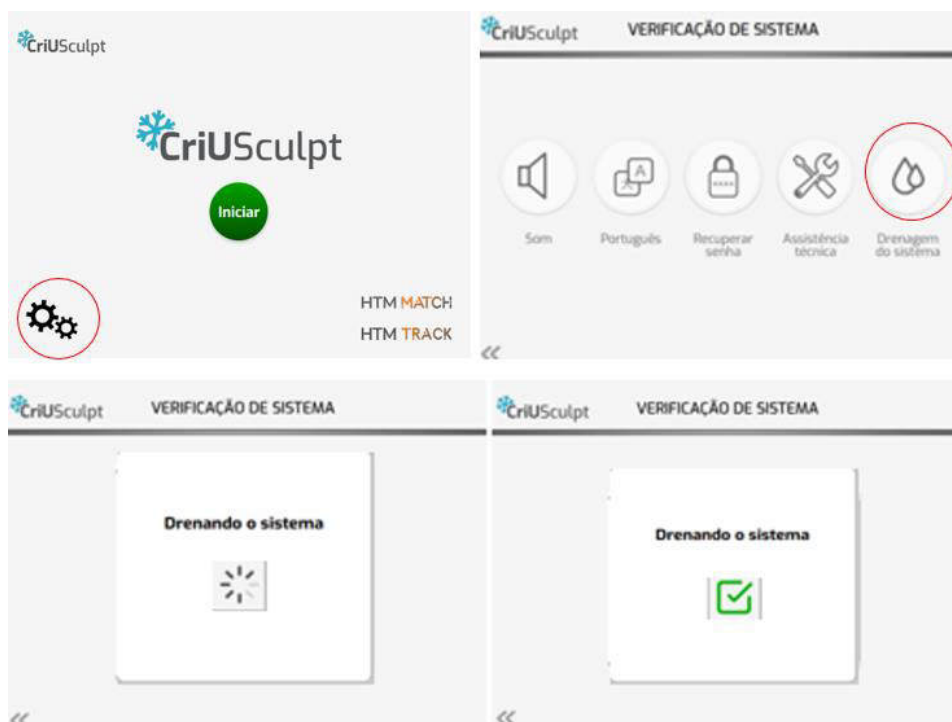 CriUSculpt
CriUSculpt
Iniciar
HTM MATCH
HTM TRACK
CriUSculpt
VERIFICAÇÃO DE SISTEMA
A
Som
Português
Recuperar
senha
Assistência
técnica
Drenagem
do sistema
CriUSculpt
VERIFICAÇÃO DE SISTEMA
Drenando o sistema
CriUSculpt
VERIFICAÇÃO DE SISTEMA
Drenando o sistema